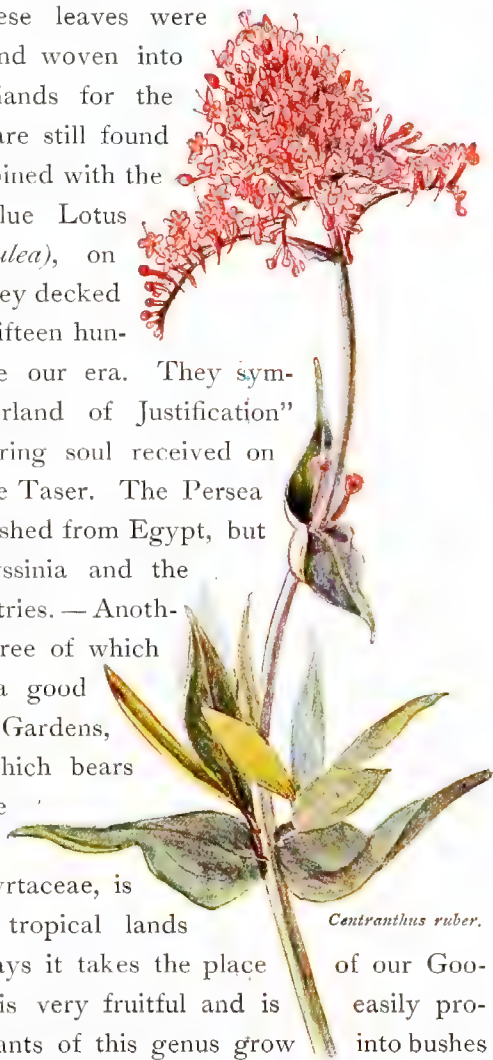 ese leaves were
nd woven into
ands for the
are still found
ined with the
lue Lotus
ulea), on
ey decked
ifteen hun-
e our era. They sym-
rland of Justification”
ring soul received on
e Taser. The Persea
shed from Egypt, but
yssinia and the
tries. — Anoth-
ree of which
a good
Gardens,
hich bears
e
yrtaceae, is
tropical lands
Centranthus ruber.
ays it takes the place of our Goo-
is very fruitful and is easily pro-
ants of this genus grow into bushes